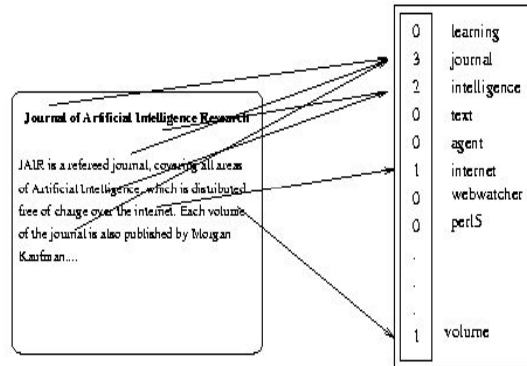 Journal of Artificial Intelligence Research
JAIR is a refereed journal, covering all areas
of Artificial Intelligence, which is distributed
free of charge over the internet. Each volume
of the journal is also published by Morgan
Kaufman....
0 learning
3 journal
2 intelligence
0 text
0 agent
1 internet
0 webwatcher
0 perl5
.
.
.
1 volume